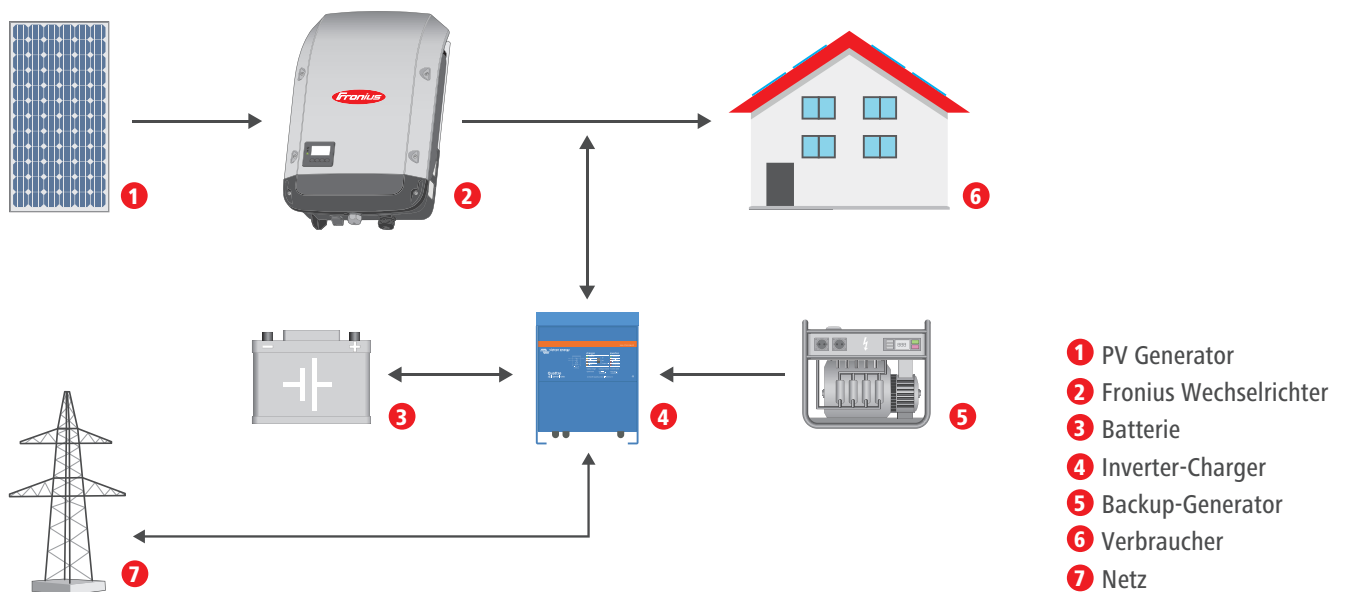 Fronius
1
2
6
3
4
5
7
1 PV Generator
2 Fronius Wechselrichter
3 Batterie
4 Inverter-Charger
5 Backup-Generator
6 Verbraucher
7 Netz